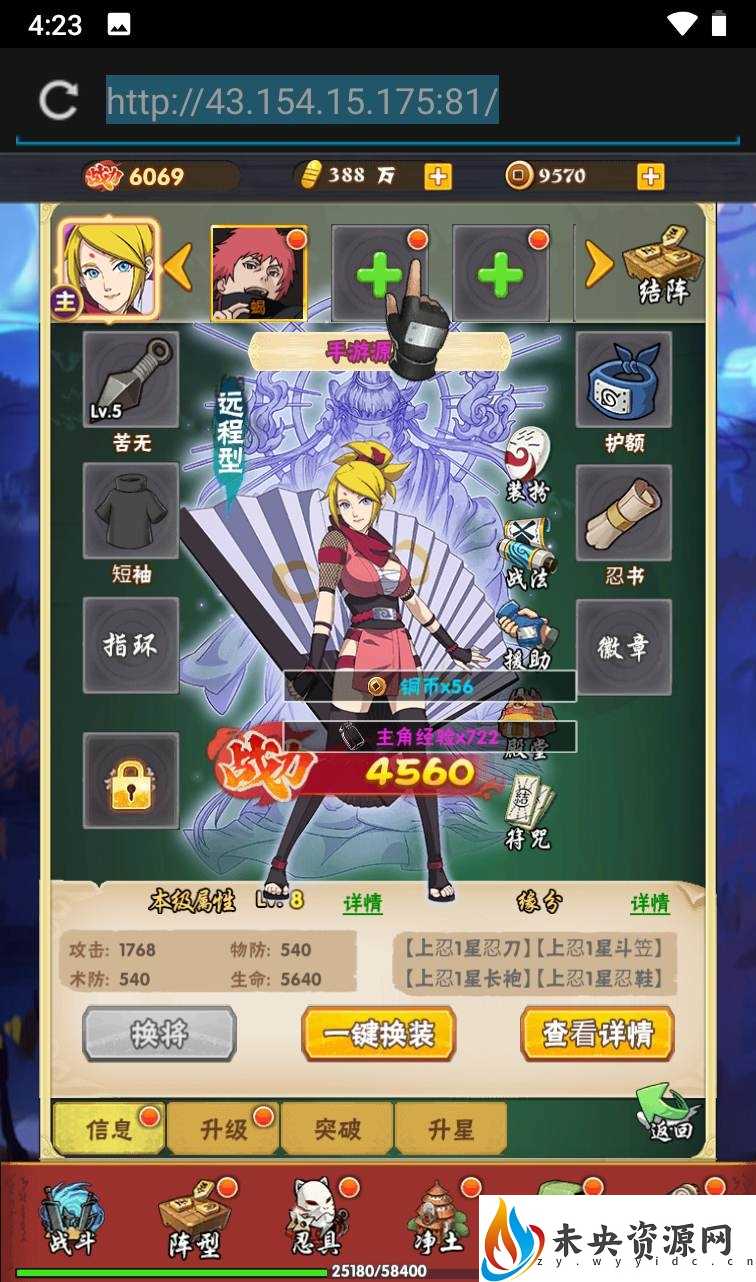 4:23
http://43.154.15.175:81/
战力 6069 388 万 9570
主 蝎 结阵
手游源
远程型
Lv.5
苦无 护额
装扮
短袖 战法 忍书
指环 援助 徽章
铜币x56
主角经验x722
殿堂
战力 4560
符咒
本级属性 Lv. 8 详情 缘分 详情
攻击: 1768 物防: 540 【上忍1星忍刀】【上忍1星斗笠】
术防: 540 生命: 5640 【上忍1星长袍】【上忍1星忍鞋】
换将 一键换装 查看详情
信息 升级 突破 升星 返回
战斗 阵型 忍具 净土
25180/58400
未央资源网
zy.wyyidc.cn